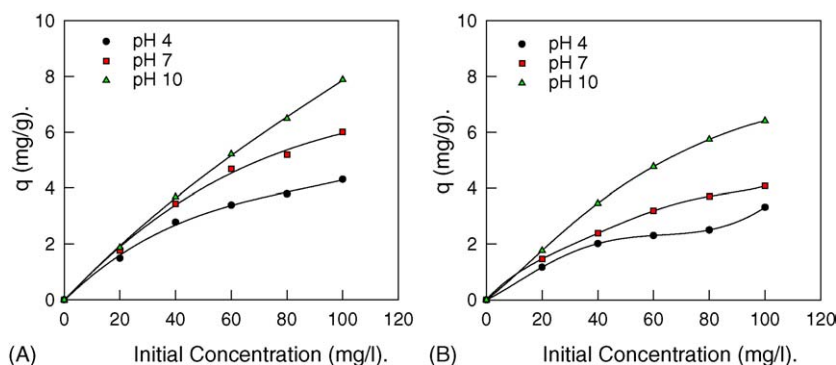 10
8
6
4
2
0
q (mg/g).
pH 4
pH 7
pH 10
0 20 40 60 80 100 120
(A) Initial Concentration (mg/l).
10
8
6
4
2
0
q (mg/g).
pH 4
pH 7
pH 10
0 20 40 60 80 100 120
(B) Initial Concentration (mg/l).